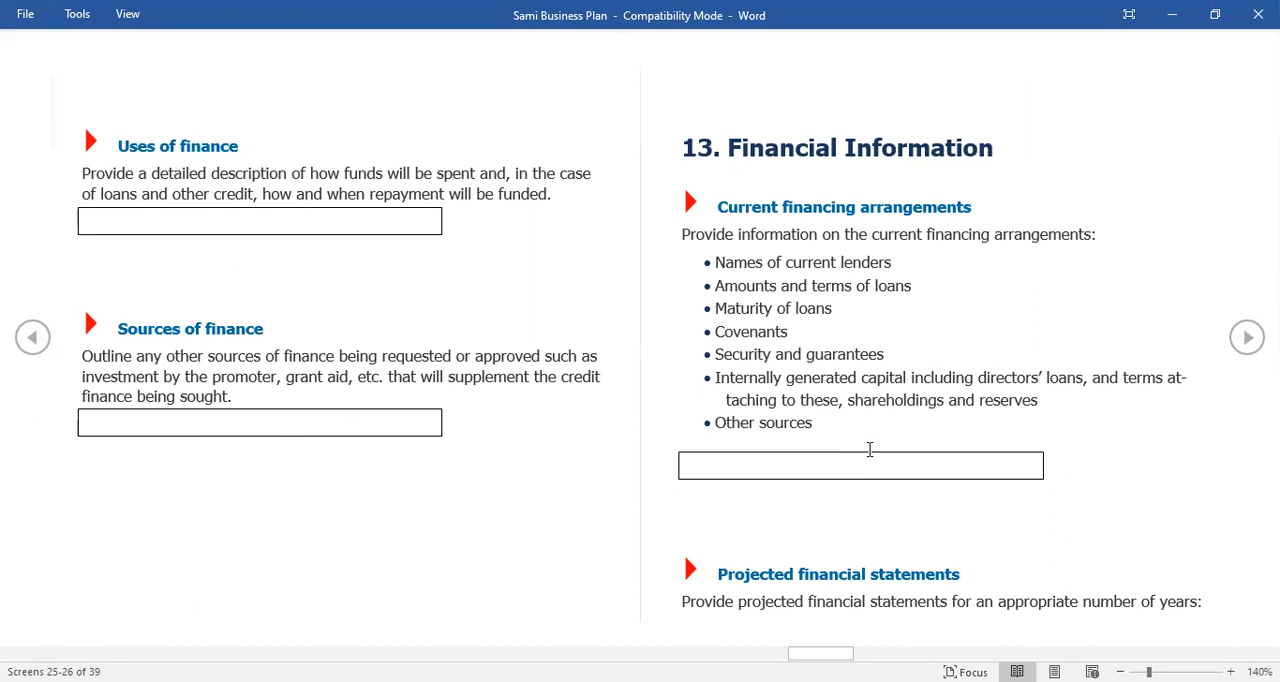 File Tools View
Sami Business Plan - Compatibility Mode - Word
Uses of finance
Provide a detailed description of how funds will be spent and, in the case
of loans and other credit, how and when repayment will be funded.
Sources of finance
Outline any other sources of finance being requested or approved such as
investment by the promoter, grant aid, etc. that will supplement the credit
finance being sought.
13. Financial Information
Current financing arrangements
Provide information on the current financing arrangements:
• Names of current lenders
• Amounts and terms of loans
• Maturity of loans
• Covenants
• Security and guarantees
• Internally generated capital including directors’ loans, and terms at-
taching to these, shareholdings and reserves
• Other sources
Projected financial statements
Provide projected financial statements for an appropriate number of years:
Screens 25-26 of 39
Focus
140%